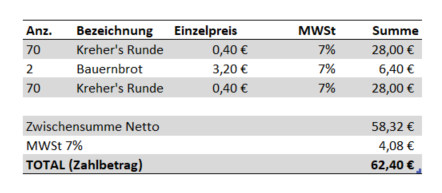 Anz. Bezeichnung Einzelpreis MWSt Summe
70 Kreher's Runde 0,40 € 7% 28,00 €
2 Bauernbrot 3,20 € 7% 6,40 €
70 Kreher's Runde 0,40 € 7% 28,00 €
Zwischensumme Netto 58,32 €
MWSt 7% 4,08 €
TOTAL (Zahlbetrag) 62,40 €